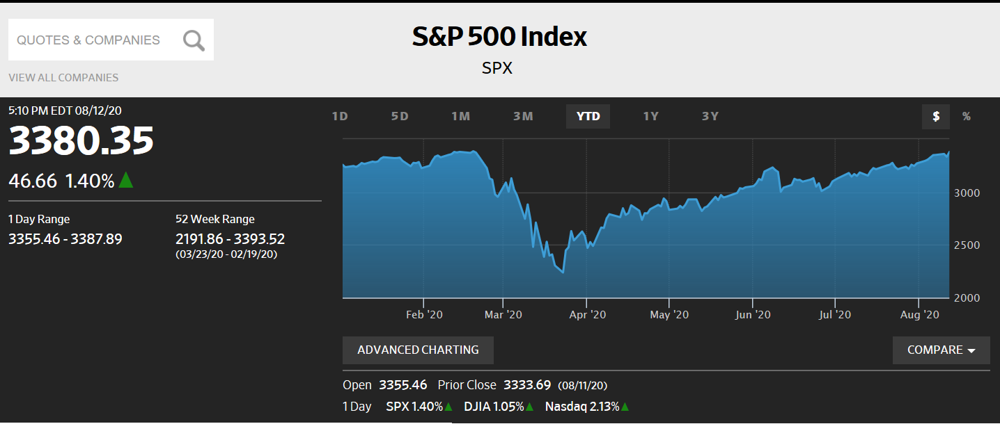 S&P 500 Index
SPX
QUOTES & COMPANIES
VIEW ALL COMPANIES
5:10 PM EDT 08/12/20
3380.35
46.66 1.40%
1 Day Range 52 Week Range
3355.46 - 3387.89 2191.86 - 3393.52
(03/23/20 - 02/19/20)
1D 5D 1M 3M YTD 1Y 3Y $ %
3000
2500
2000
Feb '20 Mar '20 Apr '20 May '20 Jun '20 Jul '20 Aug '20
ADVANCED CHARTING COMPARE
Open 3355.46 Prior Close 3333.69 (08/11/20)
1 Day SPX 1.40% DJIA 1.05% Nasdaq 2.13%